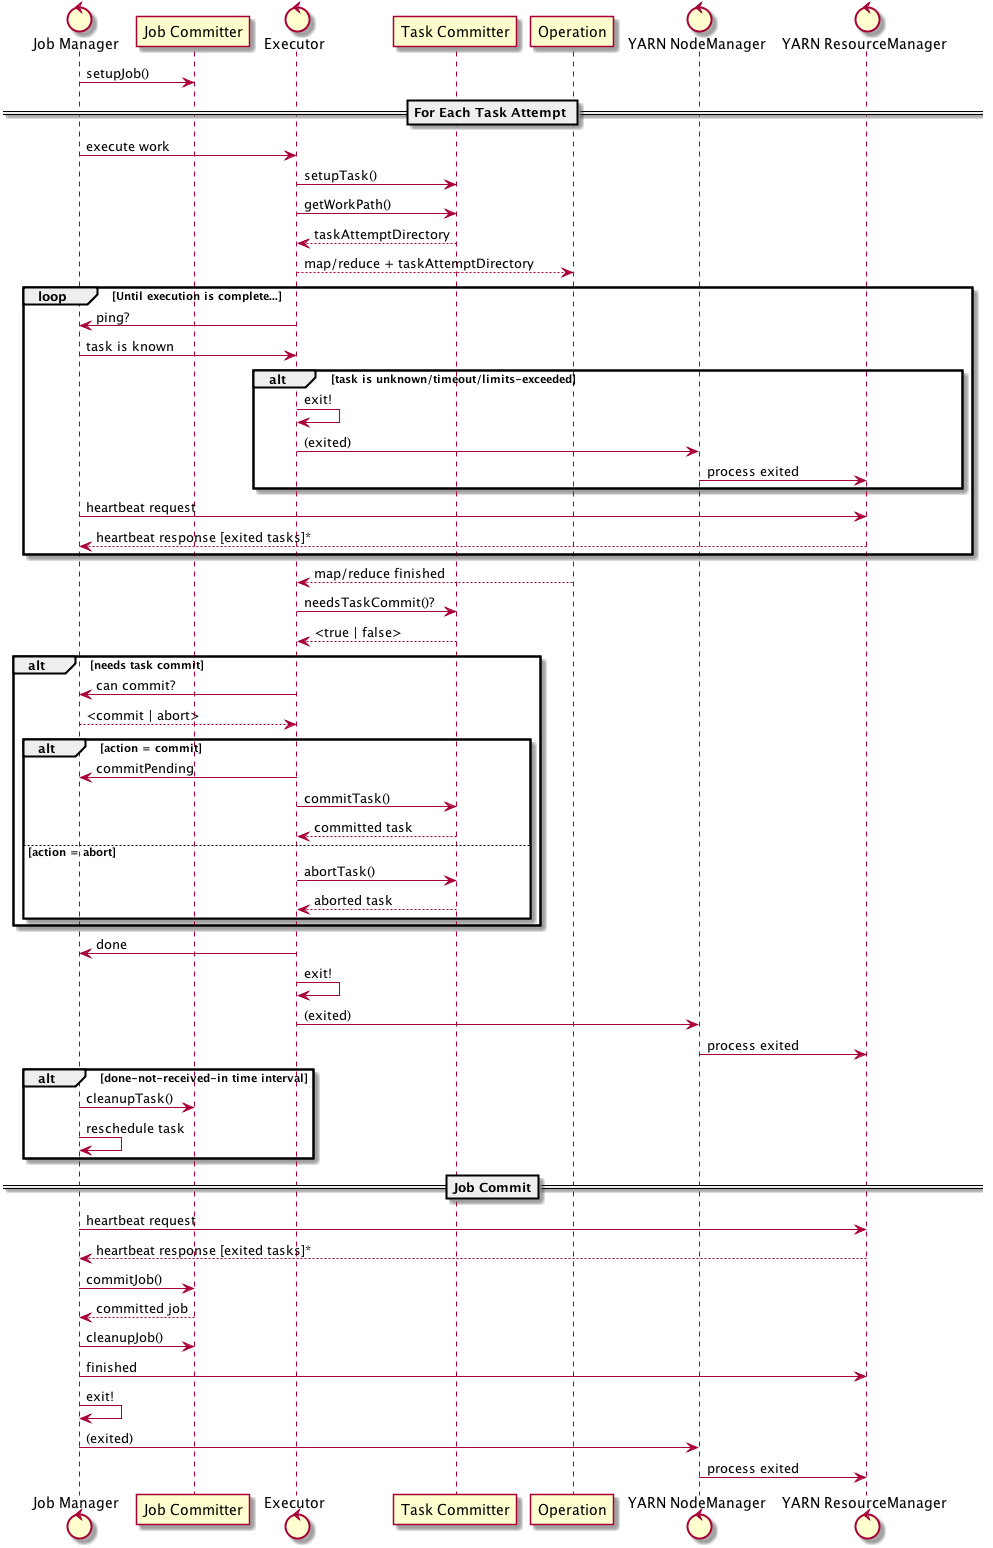 Job Manager
Job Committer
Executor
Task Committer
Operation
YARN NodeManager
YARN ResourceManager
setupJob()
For Each Task Attempt
execute work
setupTask()
getWorkPath()
taskAttemptDirectory
map/reduce + taskAttemptDirectory
loop [Until execution is complete...]
ping?
task is known
alt [task is unknown/timeout/limits-exceeded]
exit!
(exited)
process exited
heartbeat request
heartbeat response [exited tasks]*
map/reduce finished
needsTaskCommit()?
<true | false>
alt [needs task commit]
can commit?
<commit | abort>
alt [action = commit]
commitPending
commitTask()
committed task
[action = abort]
abortTask()
aborted task
done
exit!
(exited)
process exited
alt [done-not-received-in time interval]
cleanupTask()
reschedule task
Job Commit
heartbeat request
heartbeat response [exited tasks]*
commitJob()
committed job
cleanupJob()
finished
exit!
(exited)
process exited
Job Manager
Job Committer
Executor
Task Committer
Operation
YARN NodeManager
YARN ResourceManager